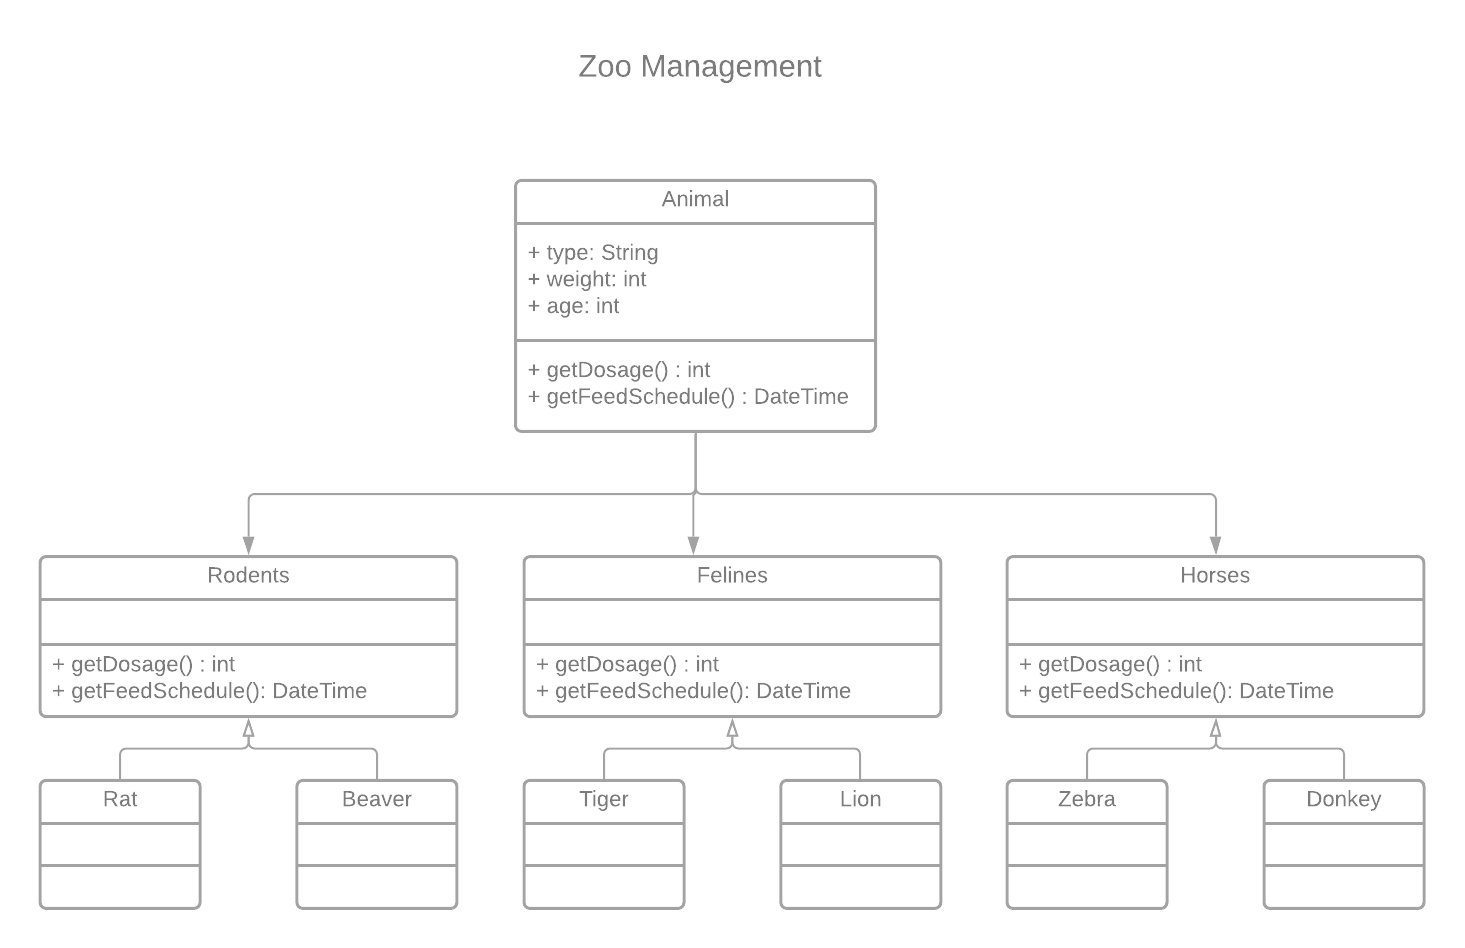 Zoo Management
Animal
+ type: String
+ weight: int
+ age: int
+ getDosage() : int
+ getFeedSchedule() : DateTime
Rodents
+ getDosage() : int
+ getFeedSchedule(): DateTime
Felines
+ getDosage() : int
+ getFeedSchedule(): DateTime
Horses
+ getDosage() : int
+ getFeedSchedule(): DateTime
Rat
Beaver
Tiger
Lion
Zebra
Donkey